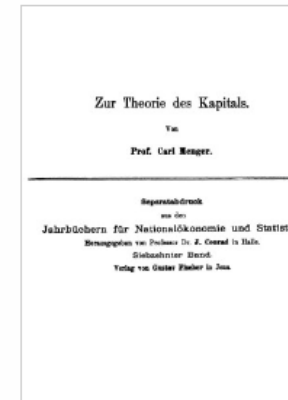 Zur Theorie des Kapitals.
Von
Prof. Carl Menger.
Separatabdruck
aus den
Jahrbüchern für Nationalökonomie und Statist
Herausgegeben von Professor Dr. J. Conrad in Halle.
Siebzehnter Band.
Verlag von Gustav Fischer in Jena.